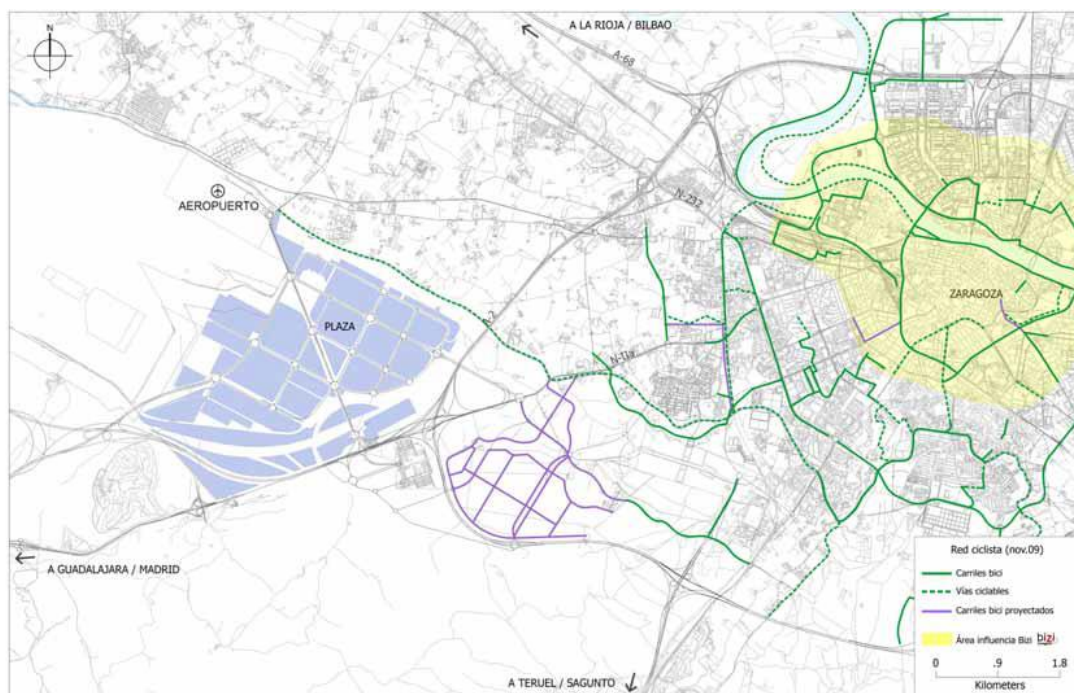 N
A LA RIOJA / BILBAO
A-68
AEROPUERTO
N-232
PLAZA
A-2
N-IIa
ZARAGOZA
A GUADALAJARA / MADRID
A TERUEL / SAGUNTO
Red ciclista (nov.09)
Carriles bici
Vías ciclables
Carriles bici proyectados
Área influencia Bizi bizi
0 .9 1.8
Kilometers